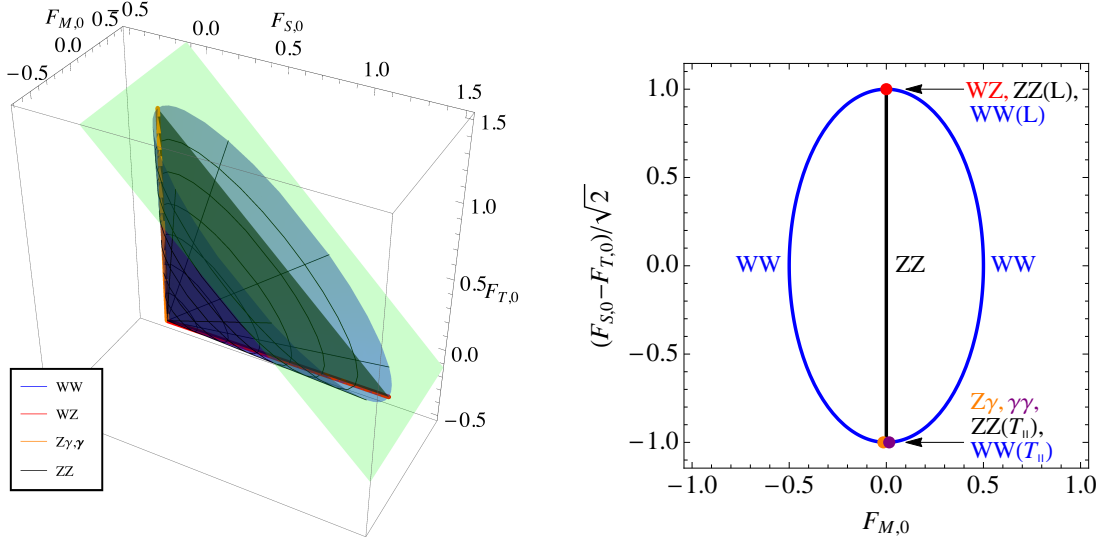 F_{M,0}
F_{S,0}
−0.5
0.0
0.5
−0.5
0.0
0.5
1.0
1.5
1.5
1.0
0.5
F_{T,0}
0.0
−0.5
WW
WZ
Zγ,γ
ZZ
1.0
0.5
0.0
−0.5
−1.0
(F_{S,0}−F_{T,0})/√2
WZ, ZZ(L),
WW(L)
WW
ZZ
WW
Zγ, γγ,
ZZ(T_{||}),
WW(T_{||})
−1.0
−0.5
0.0
0.5
1.0
F_{M,0}